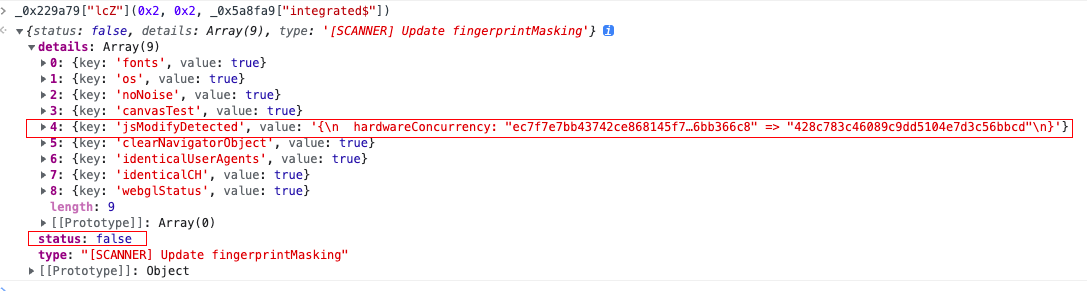 > _0x229a79["lcZ"](0x2, 0x2, _0x5a8fa9["integrated$"])
{status: false, details: Array(9), type: '[SCANNER] Update fingerprintMasking'} i
details: Array(9)
0: {key: 'fonts', value: true}
1: {key: 'os', value: true}
2: {key: 'noNoise', value: true}
3: {key: 'canvasTest', value: true}
4: {key: 'jsModifyDetected', value: '{\n  hardwareConcurrency: "ec7f7e7bb43742ce868145f7…6bb366c8" => "428c783c46089c9dd5104e7d3c56bbcd"\n}'}
5: {key: 'clearNavigatorObject', value: true}
6: {key: 'identicalUserAgents', value: true}
7: {key: 'identicalCH', value: true}
8: {key: 'webglStatus', value: true}
length: 9
[[Prototype]]: Array(0)
status: false
type: "[SCANNER] Update fingerprintMasking"
[[Prototype]]: Object
>